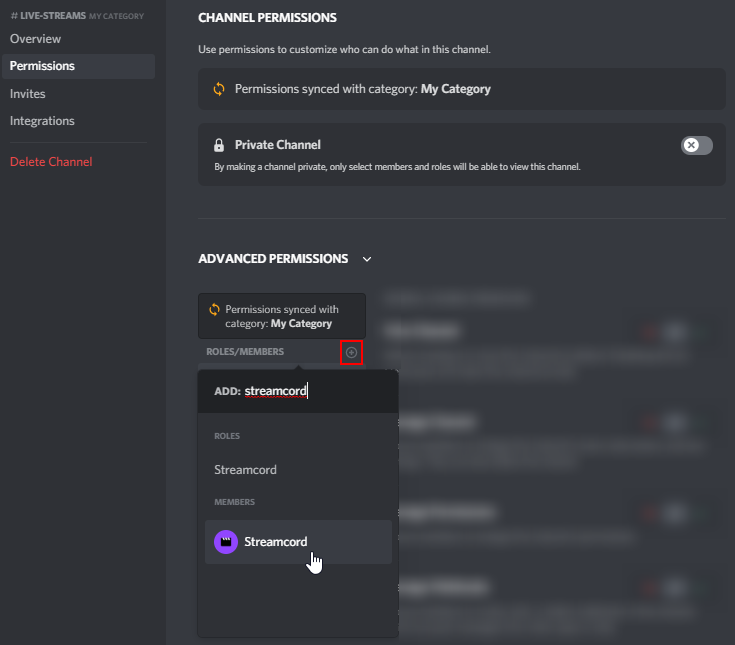 # LIVE-STREAMS MY CATEGORY
Overview
Permissions
Invites
Integrations
Delete Channel
CHANNEL PERMISSIONS
Use permissions to customize who can do what in this channel.
Permissions synced with category: My Category
Private Channel
By making a channel private, only select members and roles will be able to view this channel.
ADVANCED PERMISSIONS
Permissions synced with
category: My Category
ROLES/MEMBERS
ADD: streamcord
ROLES
Streamcord
MEMBERS
Streamcord